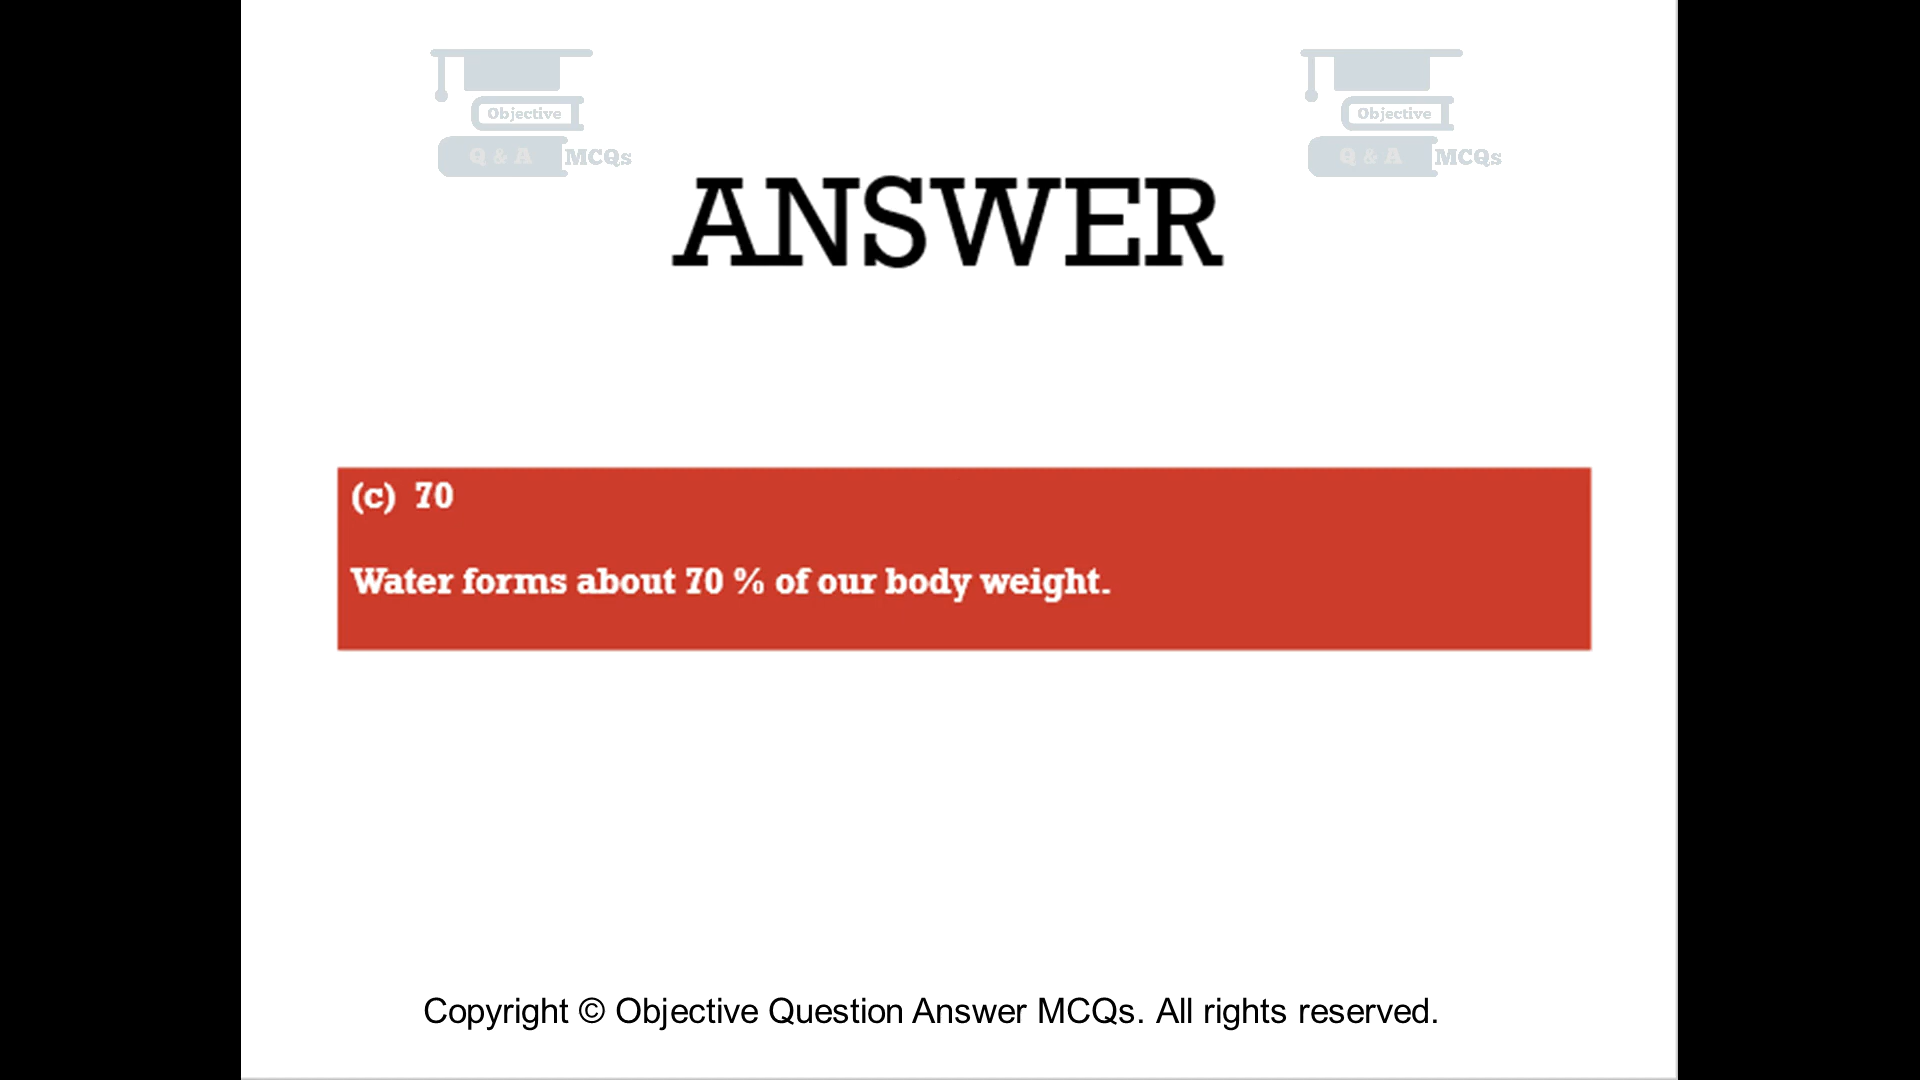 Objective
Q & A MCQs
Objective
Q & A MCQs
ANSWER
(c) 70
Water forms about 70 % of our body weight.
Copyright © Objective Question Answer MCQs. All rights reserved.